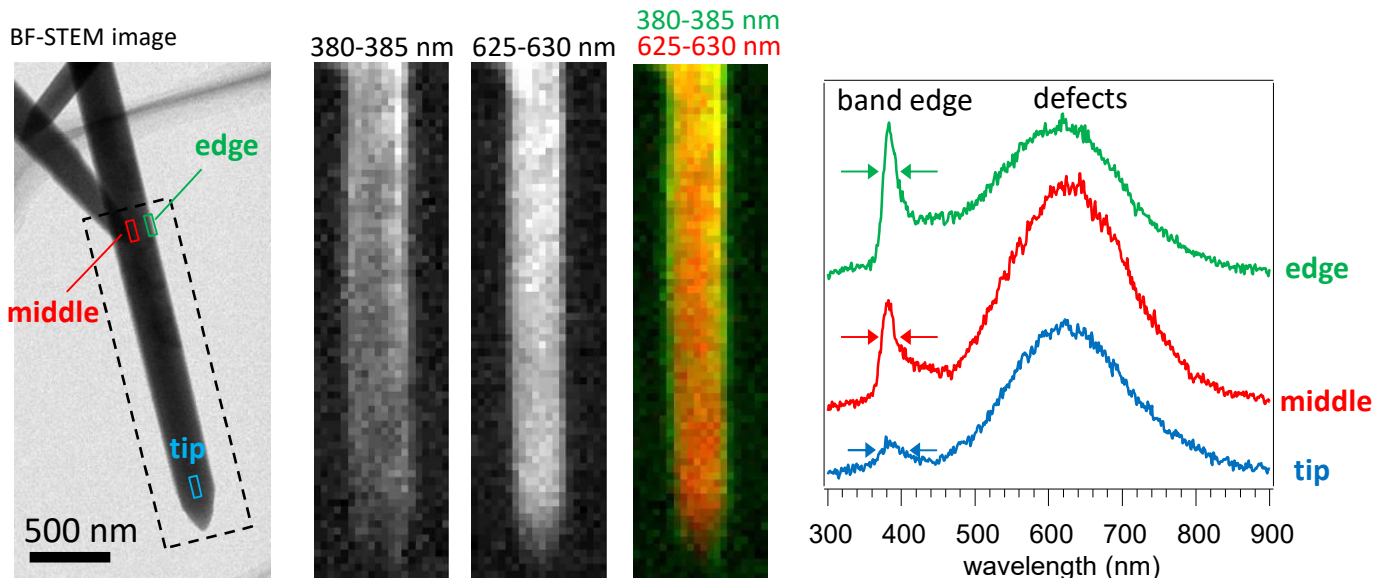 BF-STEM image
edge
middle
tip
500 nm
380-385 nm
625-630 nm
380-385 nm
625-630 nm
band edge
defects
edge
middle
tip
300 400 500 600 700 800 900
wavelength (nm)